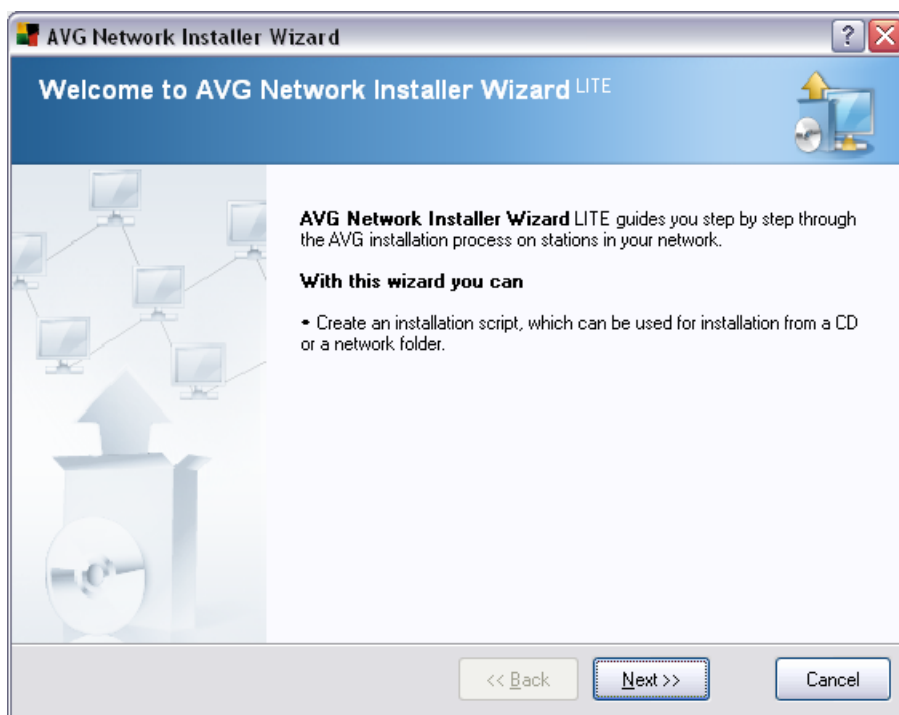 AVG Network Installer Wizard
Welcome to AVG Network Installer Wizard LITE
AVG Network Installer Wizard LITE guides you step by step through
the AVG installation process on stations in your network.
With this wizard you can
• Create an installation script, which can be used for installation from a CD
or a network folder.
<< Back
Next >>
Cancel